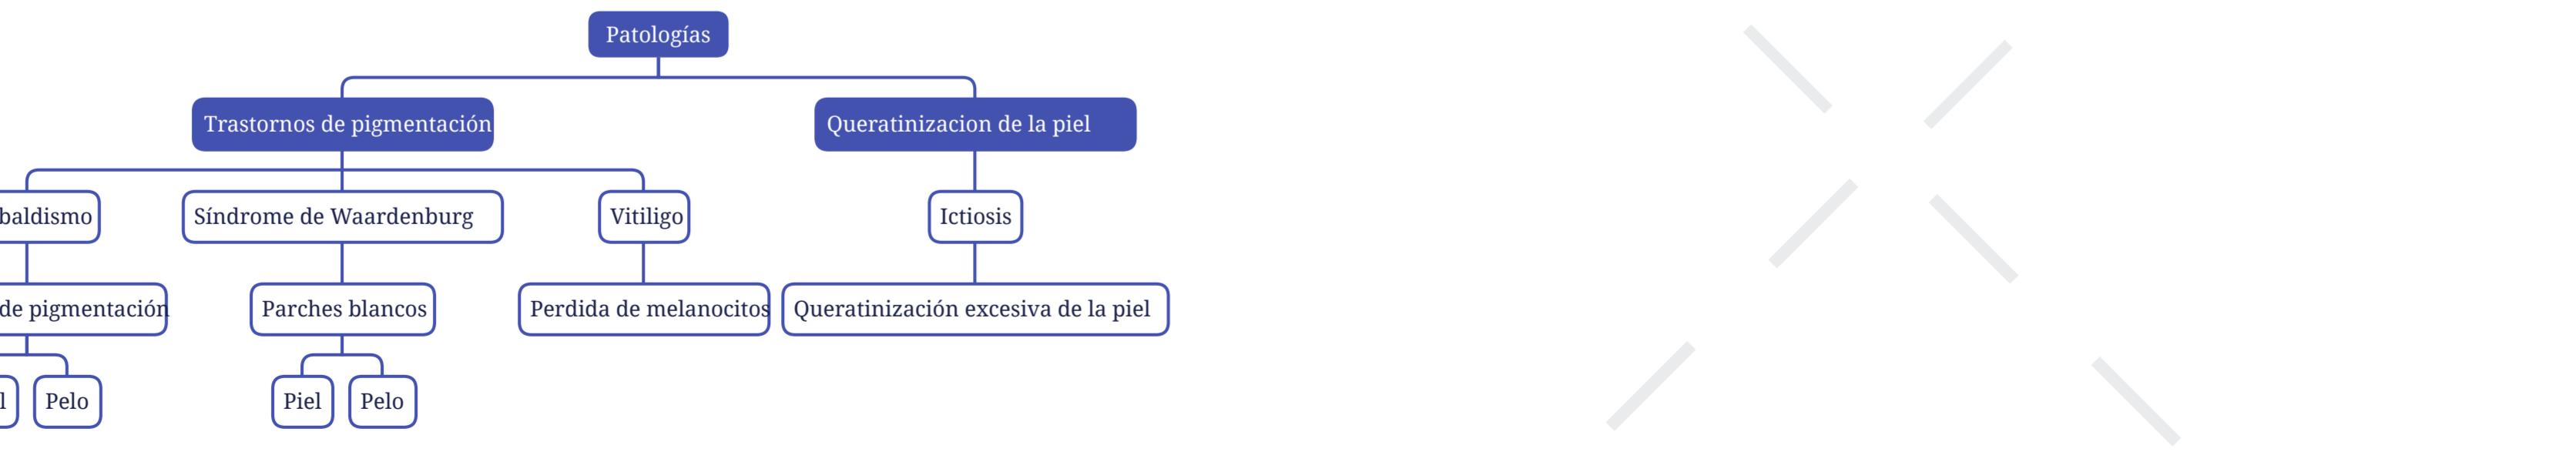 Patologías
Trastornos de pigmentación
Queratinizacion de la piel
baldismo
Síndrome de Waardenburg
Vitiligo
Ictiosis
de pigmentación
Parches blancos
Perdida de melanocitos
Queratinización excesiva de la piel
l
Pelo
Piel
Pelo